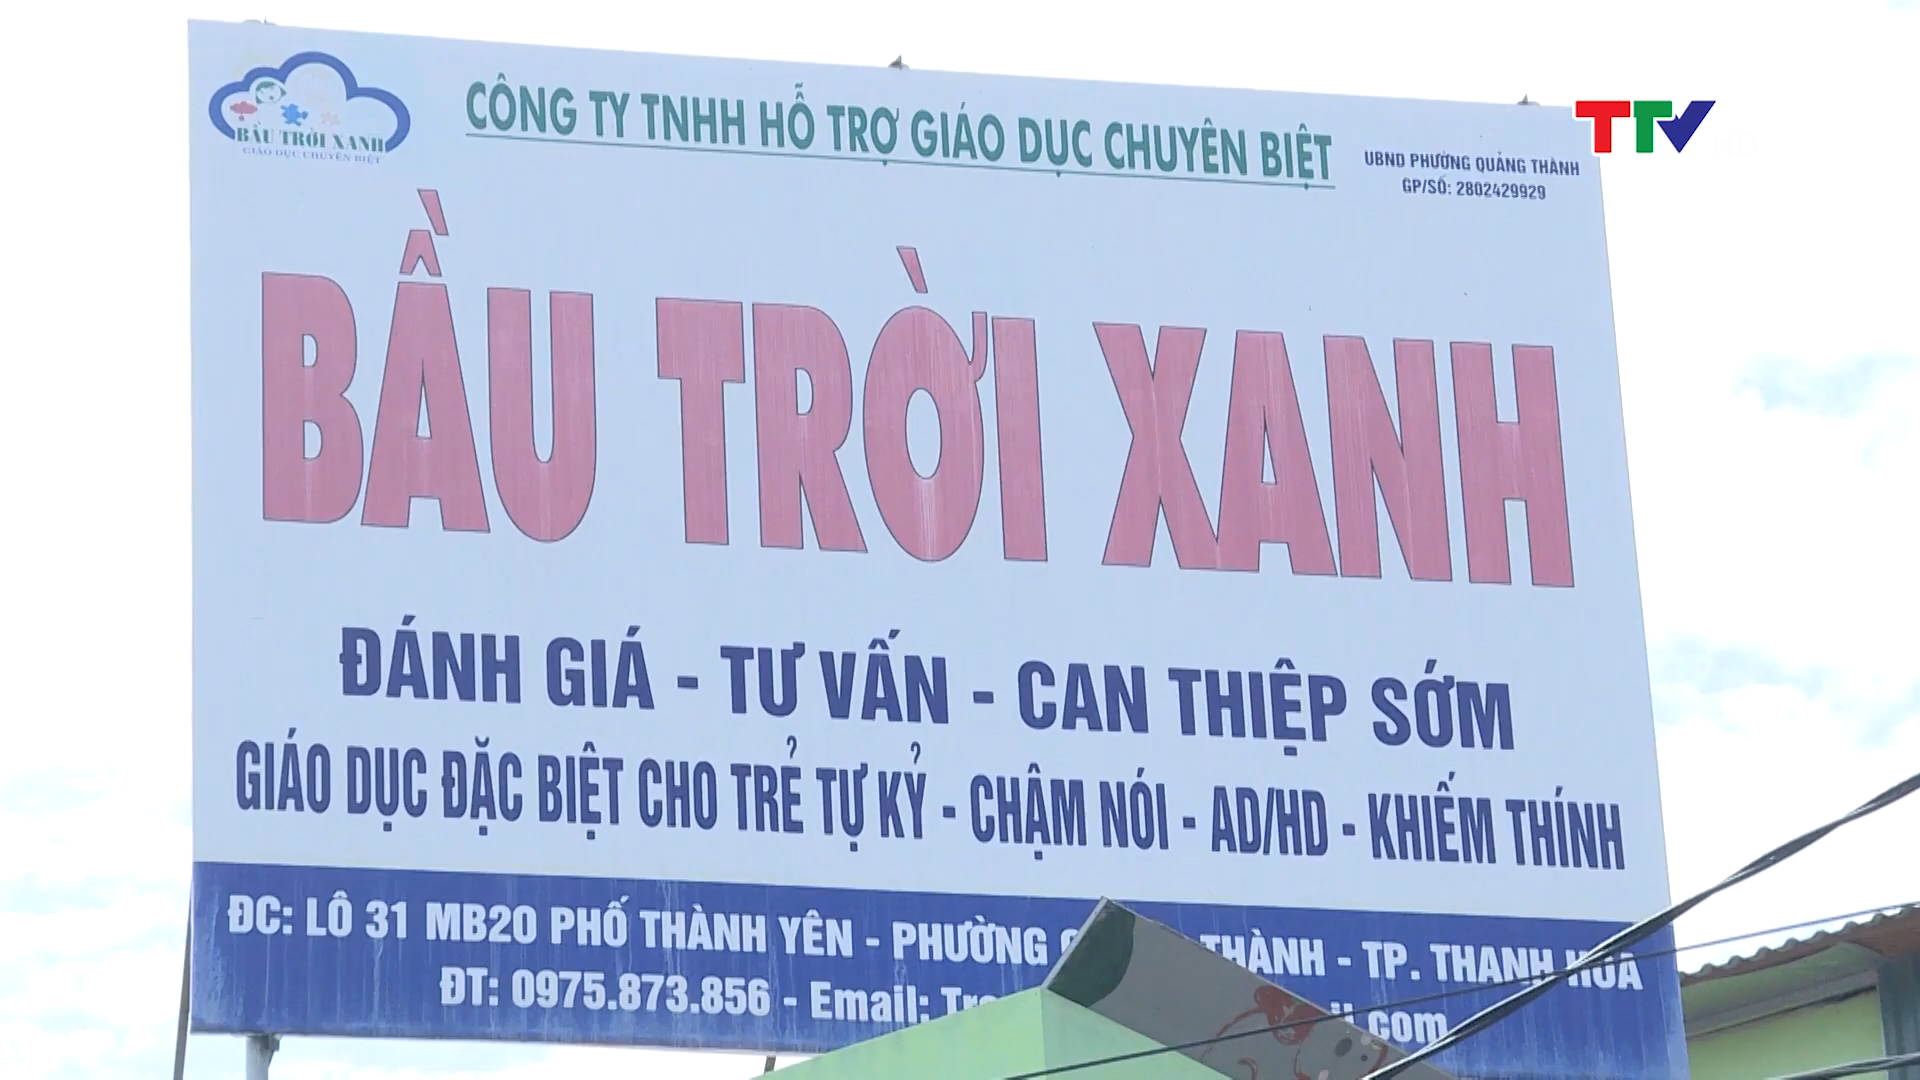 BẦU TRỜI XANH
GIÁO DỤC CHUYÊN BIỆT
CÔNG TY TNHH HỖ TRỢ GIÁO DỤC CHUYÊN BIỆT
UBND PHƯỜNG QUẢNG THÀNH
GP/SỐ: 2802429929
TTV
HD
BẦU TRỜI XANH
ĐÁNH GIÁ - TƯ VẤN - CAN THIỆP SỚM
GIÁO DỤC ĐẶC BIỆT CHO TRẺ TỰ KỶ - CHẬM NÓI - AD/HD - KHIẾM THÍNH
ĐC: LÔ 31 MB20 PHỐ THÀNH YÊN - PHƯỜNG THÀNH - TP. THANH HÓA
ĐT: 0975.873.856 - Email: .com